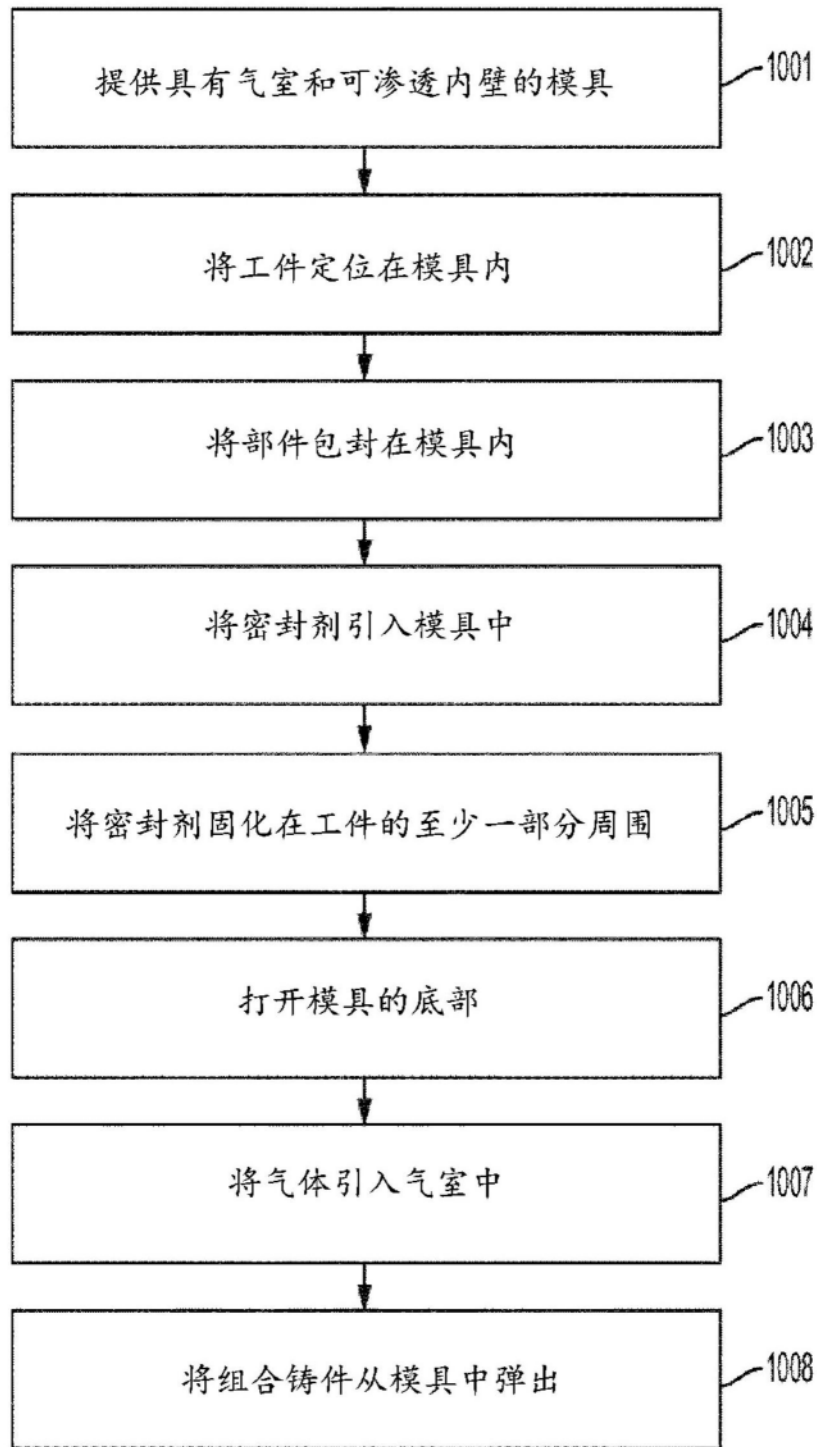 提供具有气室和可渗透内壁的模具
1001
将工件定位在模具内
1002
将部件包封在模具内
1003
将密封剂引入模具中
1004
将密封剂固化在工件的至少一部分周围
1005
打开模具的底部
1006
将气体引入气室中
1007
将组合铸件从模具中弹出
1008